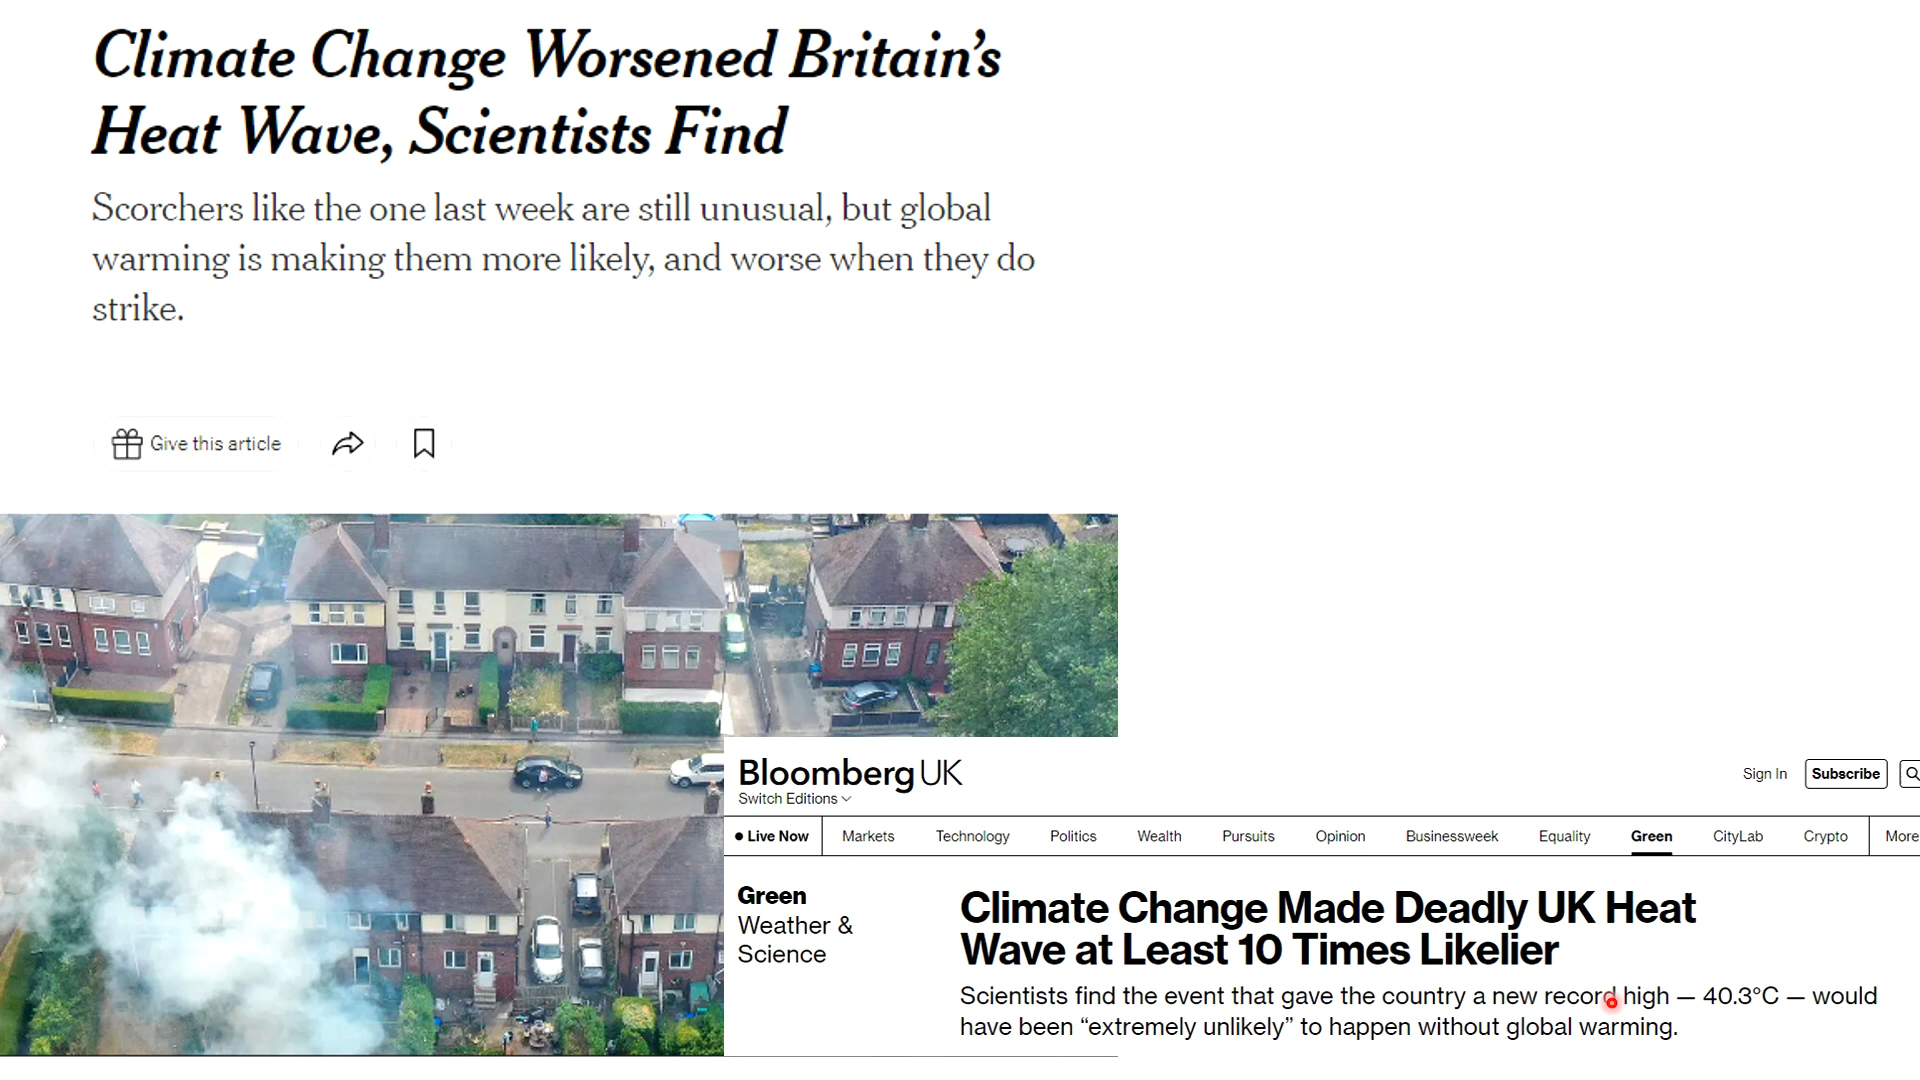 Climate Change Worsened Britain’s
Heat Wave, Scientists Find
Scorchers like the one last week are still unusual, but global
warming is making them more likely, and worse when they do
strike.
Give this article
Bloomberg UK
Switch Editions
Sign In
Subscribe
Live Now
Markets
Technology
Politics
Wealth
Pursuits
Opinion
Businessweek
Equality
Green
CityLab
Crypto
More
Green
Weather &
Science
Climate Change Made Deadly UK Heat
Wave at Least 10 Times Likelier
Scientists find the event that gave the country a new record high — 40.3°C — would
have been “extremely unlikely” to happen without global warming.